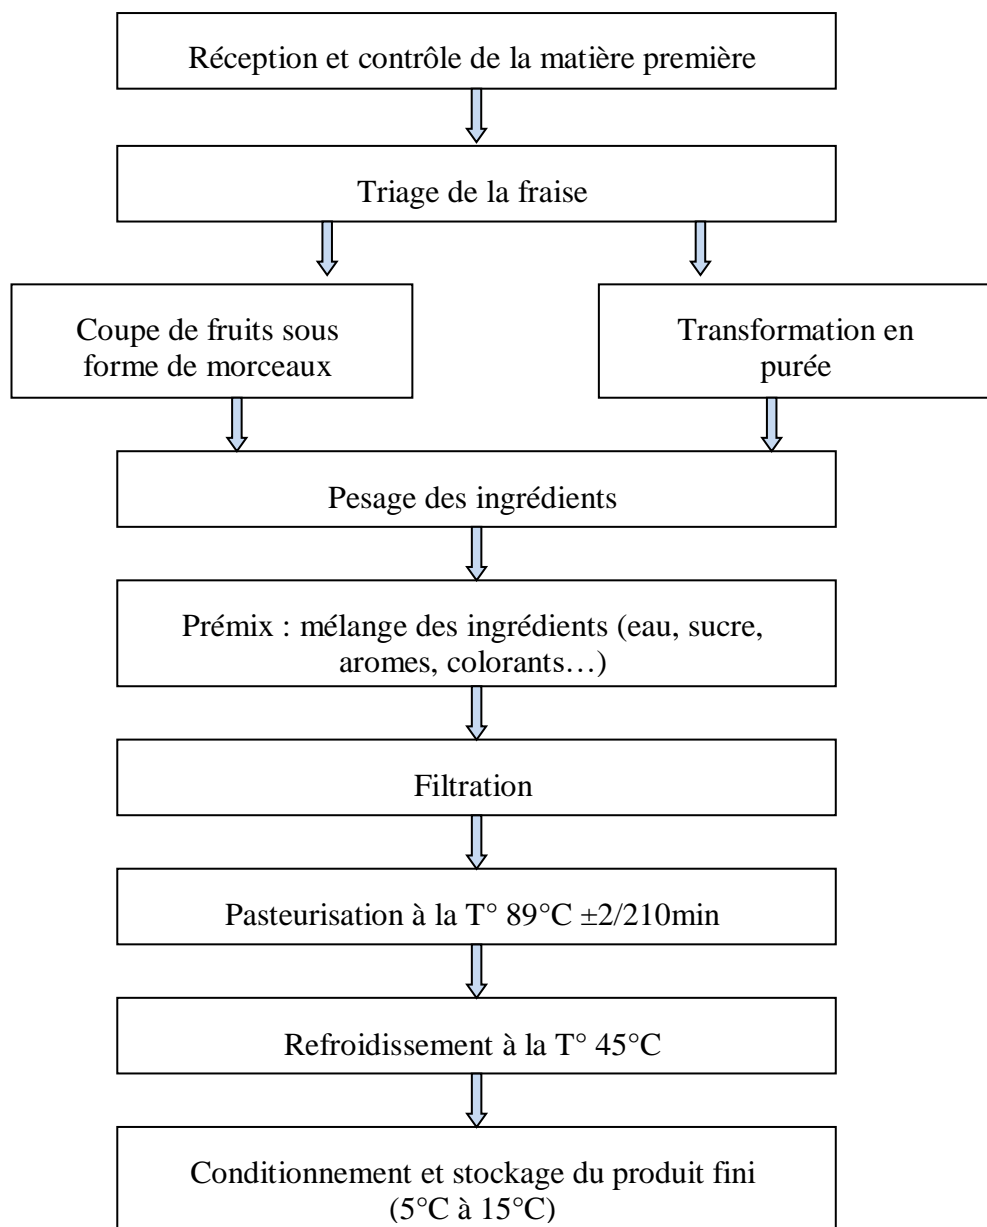 Réception et contrôle de la matière première
Triage de la fraise
Coupe de fruits sous
forme de morceaux
Transformation en
purée
Pesage des ingrédients
Prémix : mélange des ingrédients (eau, sucre,
aromes, colorants…)
Filtration
Pasteurisation à la T° 89°C ±2/210min
Refroidissement à la T° 45°C
Conditionnement et stockage du produit fini
(5°C à 15°C)